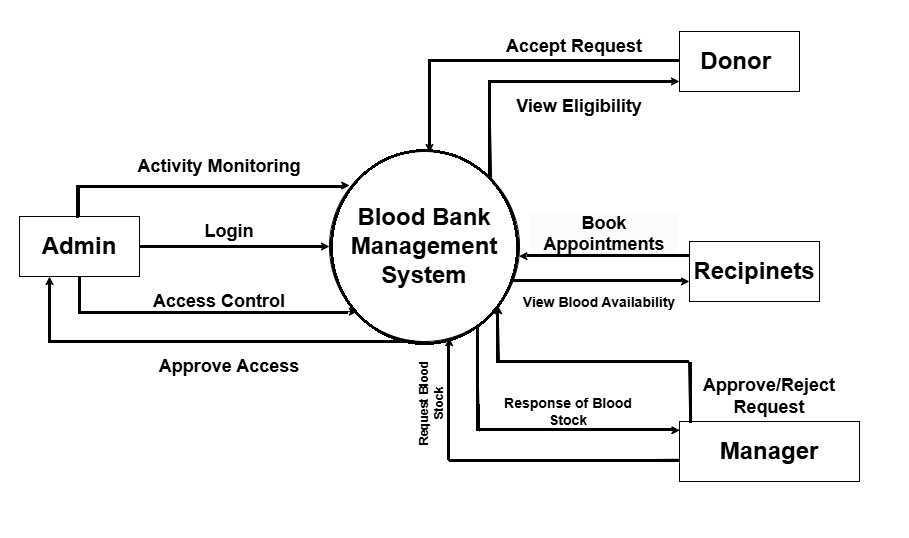 Accept Request
Donor
View Eligibility
Activity Monitoring
Admin
Login
Blood Bank
Management
System
Book
Appointments
Recipinets
View Blood Availability
Access Control
Approve Access
Request Blood
Stock
Response of Blood
Stock
Approve/Reject
Request
Manager